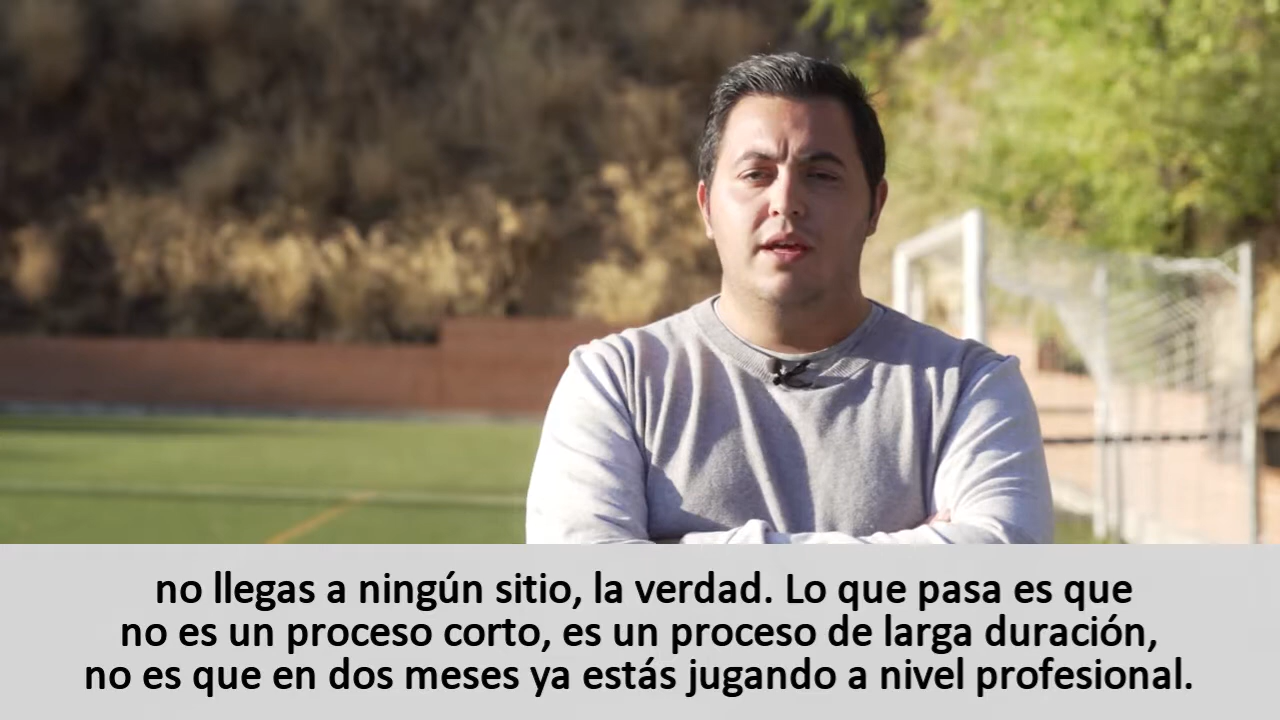 no llegas a ningún sitio, la verdad. Lo que pasa es que
no es un proceso corto, es un proceso de larga duración,
no es que en dos meses ya estás jugando a nivel profesional.